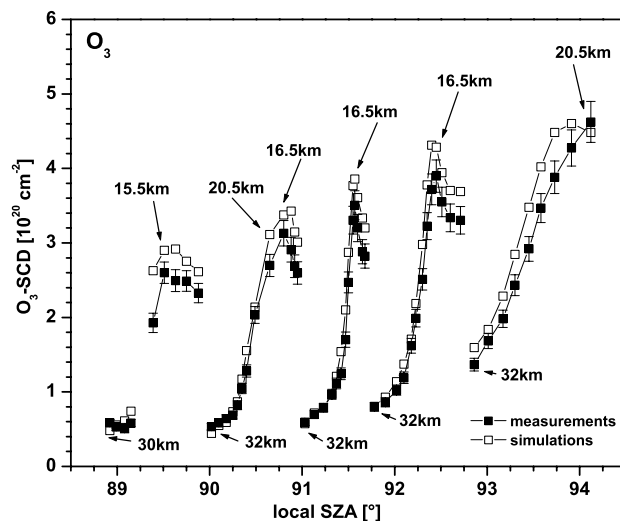 O3
6
5
4
3
2
1
0
O3-SCD [10^20 cm^-2]
20.5km
16.5km
16.5km
16.5km
20.5km
15.5km
32km
30km
32km
32km
32km
measurements
simulations
89 90 91 92 93 94
local SZA [°]